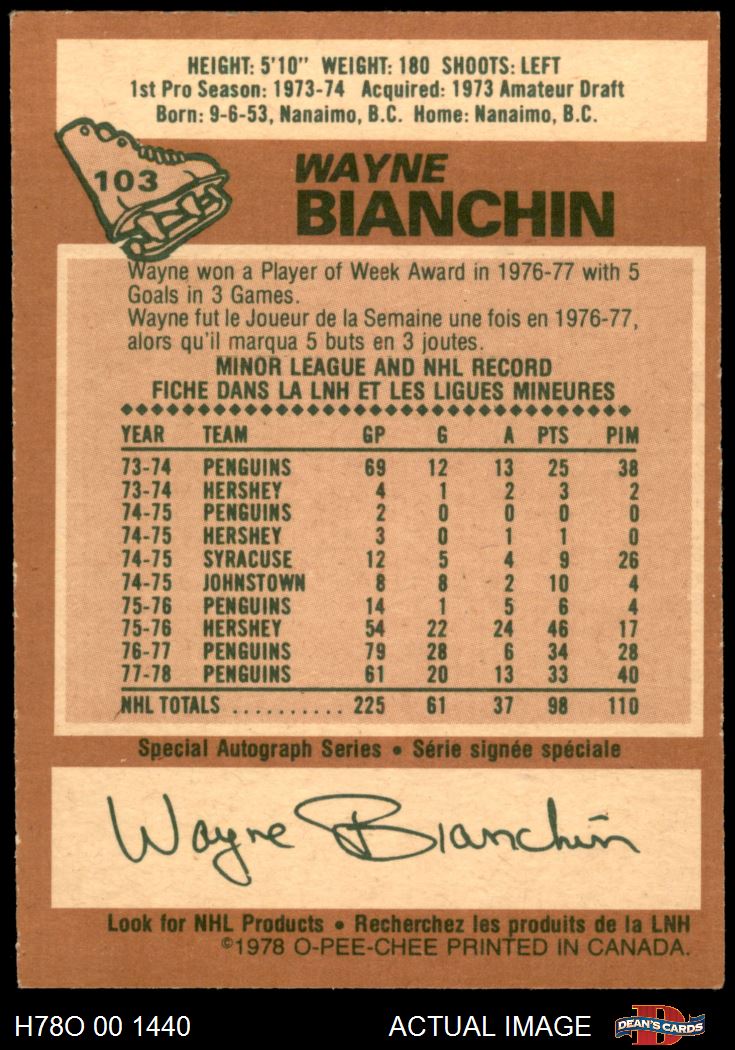 HEIGHT: 5'10" WEIGHT: 180 SHOOTS: LEFT
1st Pro Season: 1973-74 Acquired: 1973 Amateur Draft
Born: 9-6-53, Nanaimo, B.C. Home: Nanaimo, B.C.
103
WAYNE
BIANCHIN
Wayne won a Player of Week Award in 1976-77 with 5
Goals in 3 Games.
Wayne fut le Joueur de la Semaine une fois en 1976-77,
alors qu'il marqua 5 buts en 3 joutes.
MINOR LEAGUE AND NHL RECORD
FICHE DANS LA LNH ET LES LIGUES MINEURES
YEAR TEAM GP G A PTS PIM
73-74 PENGUINS 69 12 13 25 38
73-74 HERSHEY 4 1 2 3 2
74-75 PENGUINS 2 0 0 0 0
74-75 HERSHEY 3 0 1 1 0
74-75 SYRACUSE 12 5 4 9 26
74-75 JOHNSTOWN 8 8 2 10 4
75-76 PENGUINS 14 1 5 6 4
75-76 HERSHEY 54 22 24 46 17
76-77 PENGUINS 79 28 6 34 28
77-78 PENGUINS 61 20 13 33 40
NHL TOTALS .......... 225 61 37 98 110
Special Autograph Series • Série signée spéciale
Wayne Bianchin
Look for NHL Products • Recherchez les produits de la LNH
©1978 O-PEE-CHEE PRINTED IN CANADA.
H78O 00 1440 ACTUAL IMAGE D DEAN'S CARDS